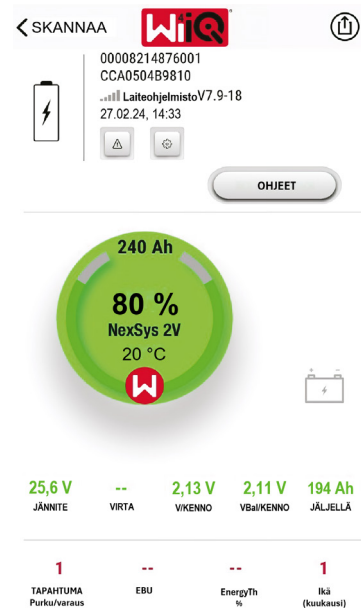 SKANNAA
WiiQ
00008214876001
CCA0504B9810
LaiteohjelmistoV7.9-18
27.02.24, 14:33
OHJEET
240 Ah
80 %
NexSys 2V
20 °C
25,6 V -- 2,13 V 2,11 V 194 Ah
JÄNNITE VIRTA V/KENNO VBal/KENNO JÄLJELLÄ
1 -- -- 1
TAPAHTUMA EBU EnergyTh Ikä
Purku/varaus % (kuukausi)